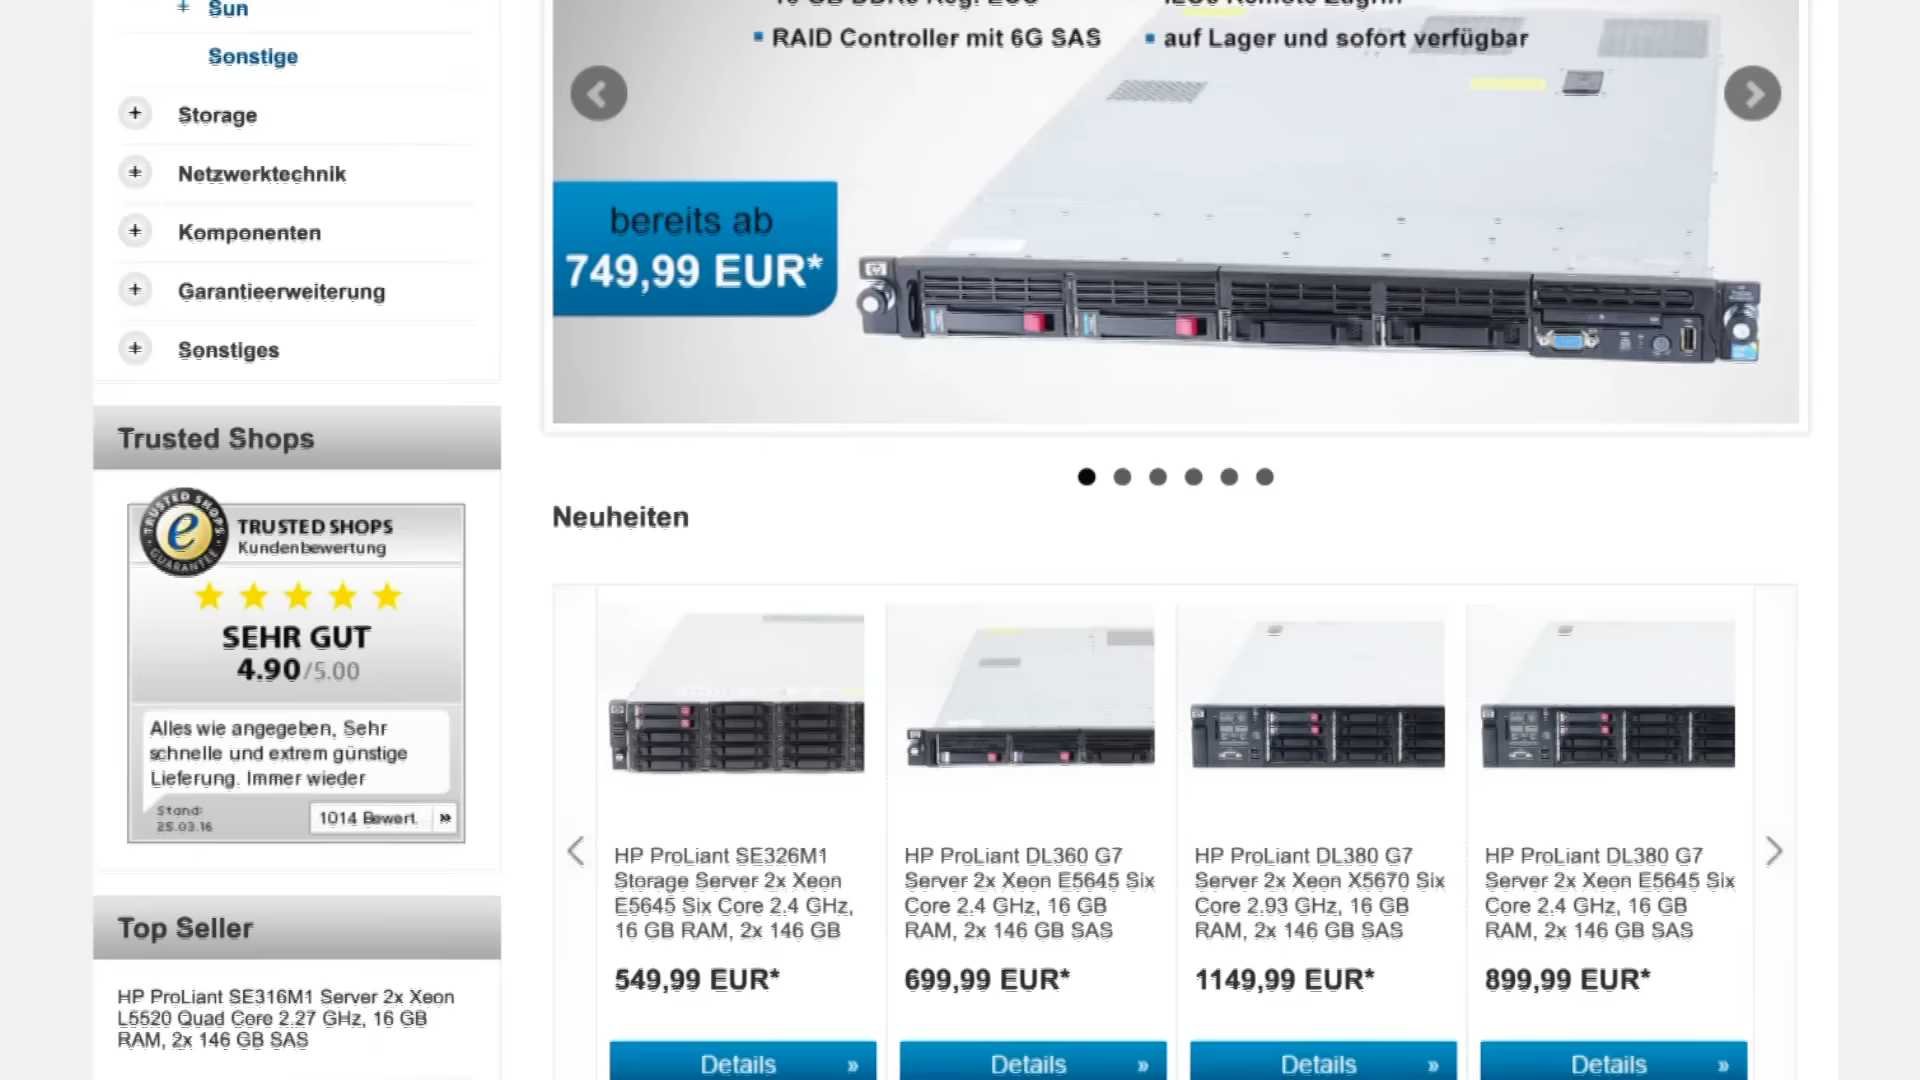 Sun
Sonstige
Storage
Netzwerktechnik
Komponenten
Garantieerweiterung
Sonstiges
Trusted Shops
TRUSTED SHOPS GUARANTEE
TRUSTED SHOPS
Kundenbewertung
SEHR GUT
4.90/5.00
Alles wie angegeben, Sehr
schnelle und extrem günstige
Lieferung. Immer wieder
Stand:
25.03.16
1014 Bewert. »
Top Seller
HP ProLiant SE316M1 Server 2x Xeon
L5520 Quad Core 2.27 GHz, 16 GB
RAM, 2x 146 GB SAS
RAID Controller mit 6G SAS
auf Lager und sofort verfügbar
bereits ab
749,99 EUR*
Neuheiten
HP ProLiant SE326M1
Storage Server 2x Xeon
E5645 Six Core 2.4 GHz,
16 GB RAM, 2x 146 GB
549,99 EUR*
Details »
HP ProLiant DL360 G7
Server 2x Xeon E5645 Six
Core 2.4 GHz, 16 GB
RAM, 2x 146 GB SAS
699,99 EUR*
Details »
HP ProLiant DL380 G7
Server 2x Xeon X5670 Six
Core 2.93 GHz, 16 GB
RAM, 2x 146 GB SAS
1149,99 EUR*
Details »
HP ProLiant DL380 G7
Server 2x Xeon E5645 Six
Core 2.4 GHz, 16 GB
RAM, 2x 146 GB SAS
899,99 EUR*
Details »